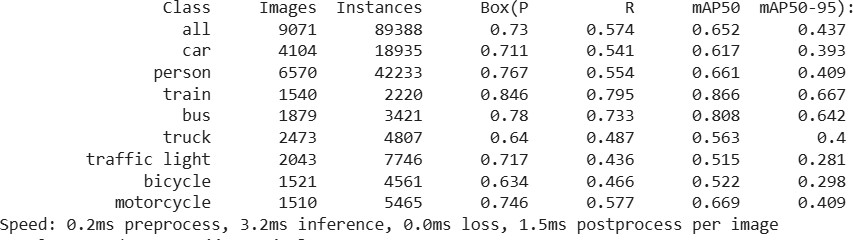 Class Images Instances Box(P R mAP50 mAP50-95):
all 9071 89388 0.73 0.574 0.652 0.437
car 4104 18935 0.711 0.541 0.617 0.393
person 6570 42233 0.767 0.554 0.661 0.409
train 1540 2220 0.846 0.795 0.866 0.667
bus 1879 3421 0.78 0.733 0.808 0.642
truck 2473 4807 0.64 0.487 0.563 0.4
traffic light 2043 7746 0.717 0.436 0.515 0.281
bicycle 1521 4561 0.634 0.466 0.522 0.298
motorcycle 1510 5465 0.746 0.577 0.669 0.409
Speed: 0.2ms preprocess, 3.2ms inference, 0.0ms loss, 1.5ms postprocess per image